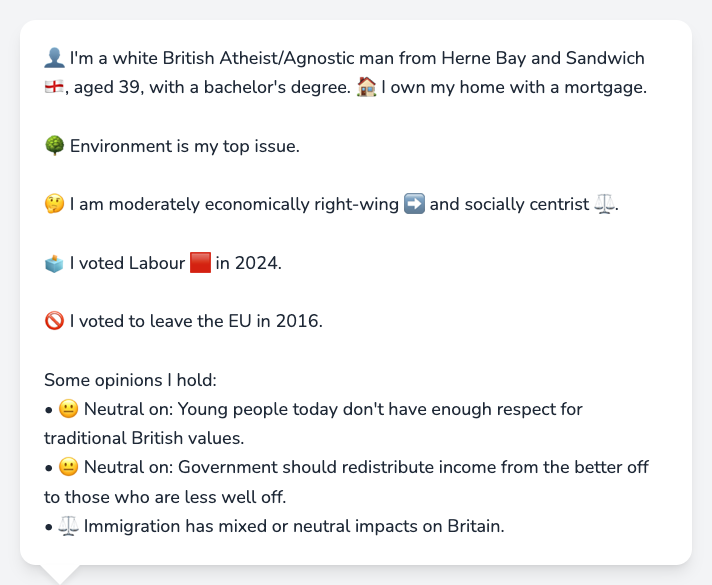 👤 I'm a white British Atheist/Agnostic man from Herne Bay and Sandwich
🏴󠁧󠁢󠁥󠁮󠁧󠁿, aged 39, with a bachelor's degree. 🏠 I own my home with a mortgage.
🌳 Environment is my top issue.
🤔 I am moderately economically right-wing ➡️ and socially centrist ⚖️.
🗳️ I voted Labour 🟥 in 2024.
🚫 I voted to leave the EU in 2016.
Some opinions I hold:
• 😐 Neutral on: Young people today don't have enough respect for
traditional British values.
• 😐 Neutral on: Government should redistribute income from the better off
to those who are less well off.
• ⚖️ Immigration has mixed or neutral impacts on Britain.